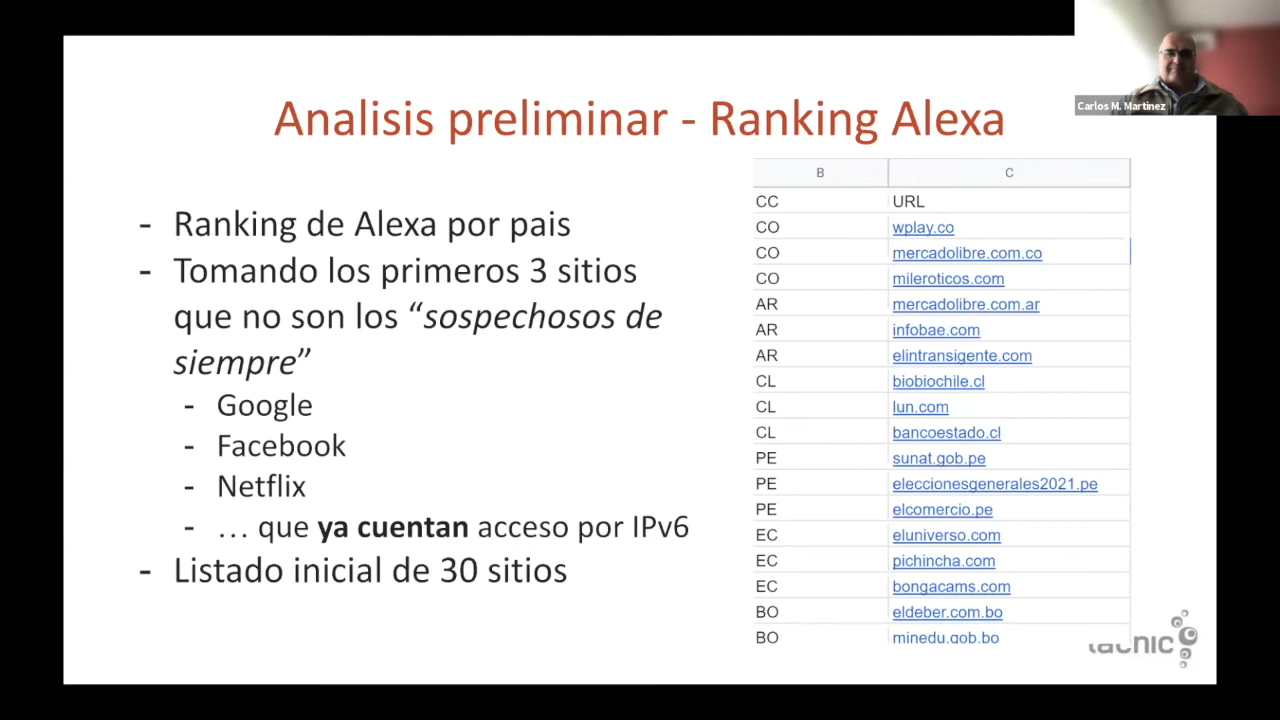 Carlos M. Martinez
Analisis preliminar - Ranking Alexa
- Ranking de Alexa por pais
- Tomando los primeros 3 sitios
que no son los “sospechosos de
siempre”
- Google
- Facebook
- Netflix
- … que ya cuentan acceso por IPv6
- Listado inicial de 30 sitios
B C
CC URL
CO wplay.co
CO mercadolibre.com.co
CO mileroticos.com
AR mercadolibre.com.ar
AR infobae.com
AR elintransigente.com
CL biobiochile.cl
CL lun.com
CL bancoestado.cl
PE sunat.gob.pe
PE eleccionesgenerales2021.pe
PE elcomercio.pe
EC eluniverso.com
EC pichincha.com
EC bongacams.com
BO eldeber.com.bo
BO minedu.gob.bo
lacnic